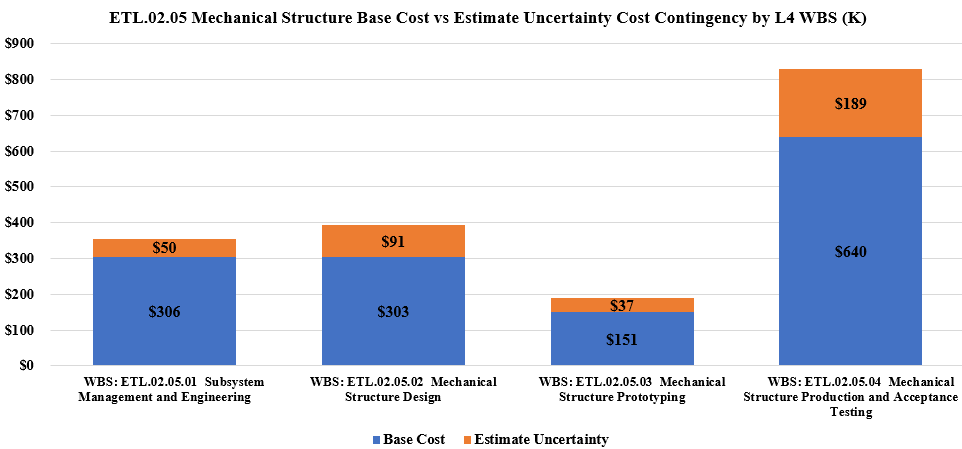 ETL.02.05 Mechanical Structure Base Cost vs Estimate Uncertainty Cost Contingency by L4 WBS (K)
$900
$800
$700
$600
$500
$400
$300
$200
$100
$0
$50
$306
$91
$303
$37
$151
$189
$640
WBS: ETL.02.05.01 Subsystem
Management and Engineering
WBS: ETL.02.05.02 Mechanical
Structure Design
WBS: ETL.02.05.03 Mechanical
Structure Prototyping
WBS: ETL.02.05.04 Mechanical
Structure Production and Acceptance
Testing
Base Cost
Estimate Uncertainty